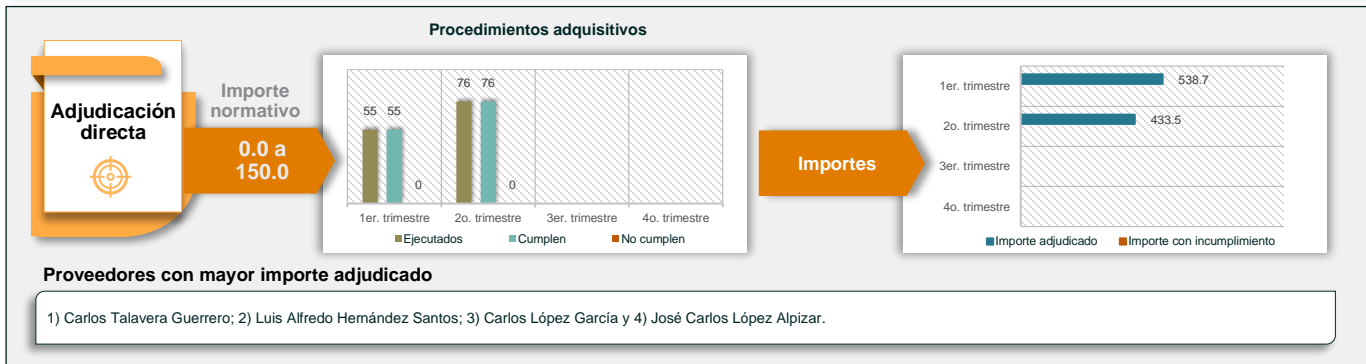 Procedimientos adquisitivos
Adjudicación
directa
Importe
normativo
0.0 a
150.0
55 55
0
76 76
0
1er. trimestre 2o. trimestre 3er. trimestre 4o. trimestre
Ejecutados Cumplen No cumplen
Importes
1er. trimestre 538.7
2o. trimestre 433.5
3er. trimestre
4o. trimestre
Importe adjudicado Importe con incumplimiento
Proveedores con mayor importe adjudicado
1) Carlos Talavera Guerrero; 2) Luis Alfredo Hernández Santos; 3) Carlos López García y 4) José Carlos López Alpizar.